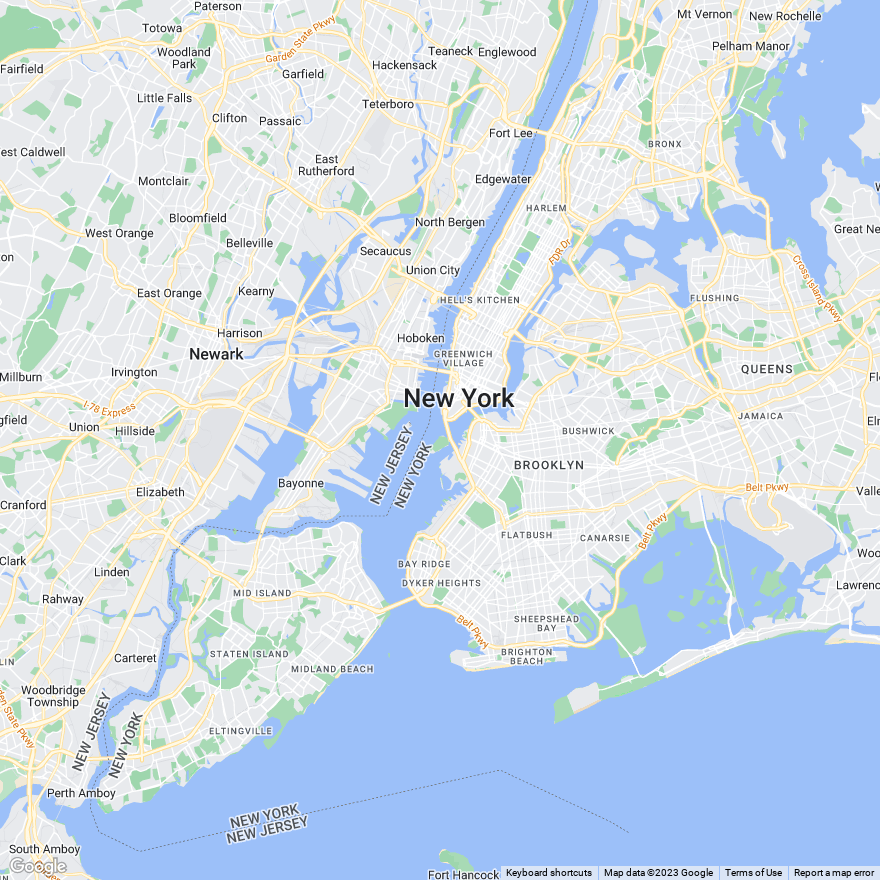 Paterson
Totowa
Mt Vernon
New Rochelle
Garden State Pkwy
Woodland
Park
Teaneck
Englewood
Pelham Manor
Fairfield
Hackensack
Garfield
Little Falls
Teterboro
Clifton
Passaic
Fort Lee
BRONX
est Caldwell
East
Rutherford
Edgewater
Montclair
HARLEM
Bloomfield
North Bergen
West Orange
Belleville
Secaucus
FDR Dr
Great Ne
ton
Union City
Cross Island Pkwy
East Orange
Kearny
HELL'S KITCHEN
FLUSHING
Harrison
Hoboken
Newark
GREENWICH
VILLAGE
Millburn
Irvington
QUEENS
Flo
New York
I-78 Express
ngfield
Union
Hillside
JAMAICA
Elm
BUSHWICK
NEW JERSEY
NEW YORK
BROOKLYN
Bayonne
Elizabeth
Belt Pkwy
Valle
Cranford
FLATBUSH
CANARSIE
Belt Pkwy
Clark
Linden
BAY RIDGE
Woo
DYKER HEIGHTS
Lawrence
Rahway
MID ISLAND
Belt Pkwy
SHEEPSHEAD
BAY
Carteret
STATEN ISLAND
BRIGHTON
BEACH
LIN
MIDLAND BEACH
Woodbridge
Township
Garden State Pkwy
NEW JERSEY
NEW YORK
ELTINGVILLE
Perth Amboy
NEW YORK
NEW JERSEY
South Amboy
Google
Fort Hancock
Keyboard shortcuts
Map data ©2023 Google
Terms of Use
Report a map error